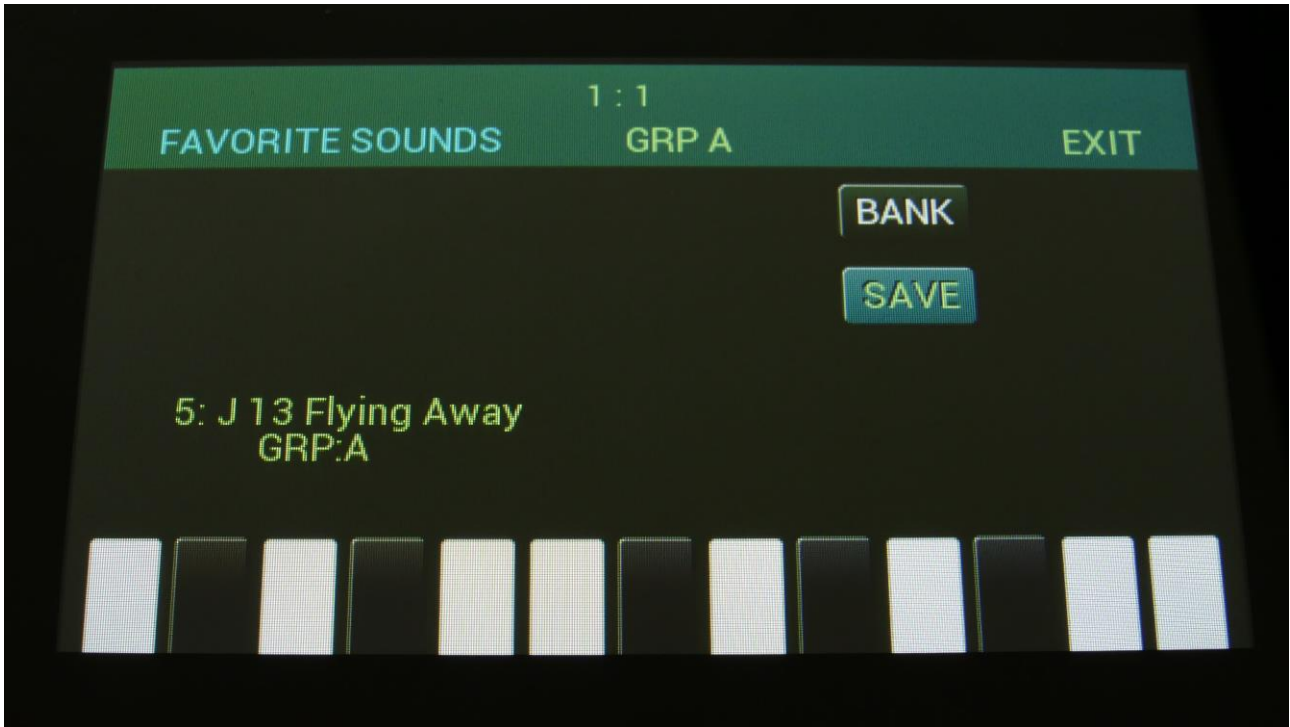 1 : 1
FAVORITE SOUNDS GRP A EXIT
BANK
SAVE
5: J 13 Flying Away
GRP:A